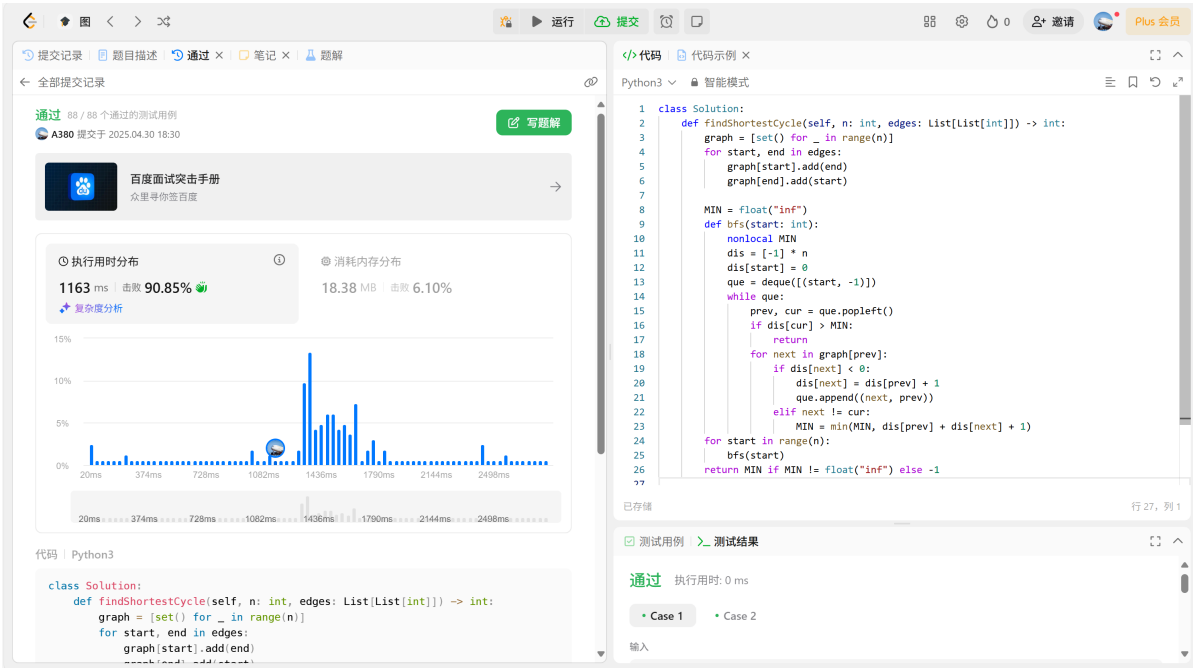 图
运行
提交
0
邀请
Plus 会员
提交记录
题目描述
通过
笔记
题解
全部提交记录
通过 88 / 88 个通过的测试用例
A380 提交于 2025.04.30 18:30
写题解
百度面试突击手册
众里寻你签百度
执行用时分布
1163 ms 击败 90.85%
复杂度分析
消耗内存分布
18.38 MB 击败 6.10%
15%
10%
5%
0%
20ms 374ms 728ms 1082ms 1436ms 1790ms 2144ms 2498ms
20ms 374ms 728ms 1082ms 1436ms 1790ms 2144ms 2498ms
代码 Python3
class Solution:
def findShortestCycle(self, n: int, edges: List[List[int]]) -> int:
graph = [set() for _ in range(n)]
for start, end in edges:
graph[start].add(end)
graph[end].add(start)
</> 代码
代码示例
Python3
智能模式
1 class Solution:
2 def findShortestCycle(self, n: int, edges: List[List[int]]) -> int:
3 graph = [set() for _ in range(n)]
4 for start, end in edges:
5 graph[start].add(end)
6 graph[end].add(start)
7
8 MIN = float("inf")
9 def bfs(start: int):
10 nonlocal MIN
11 dis = [-1] * n
12 dis[start] = 0
13 que = deque([(start, -1)])
14 while que:
15 prev, cur = que.popleft()
16 if dis[cur] > MIN:
17 return
18 for next in graph[prev]:
19 if dis[next] < 0:
20 dis[next] = dis[prev] + 1
21 que.append((next, prev))
22 elif next != cur:
23 MIN = min(MIN, dis[prev] + dis[next] + 1)
24 for start in range(n):
25 bfs(start)
26 return MIN if MIN != float("inf") else -1
27
已存储
行 27，列 1
测试用例
测试结果
通过 执行用时: 0 ms
Case 1
Case 2
输入